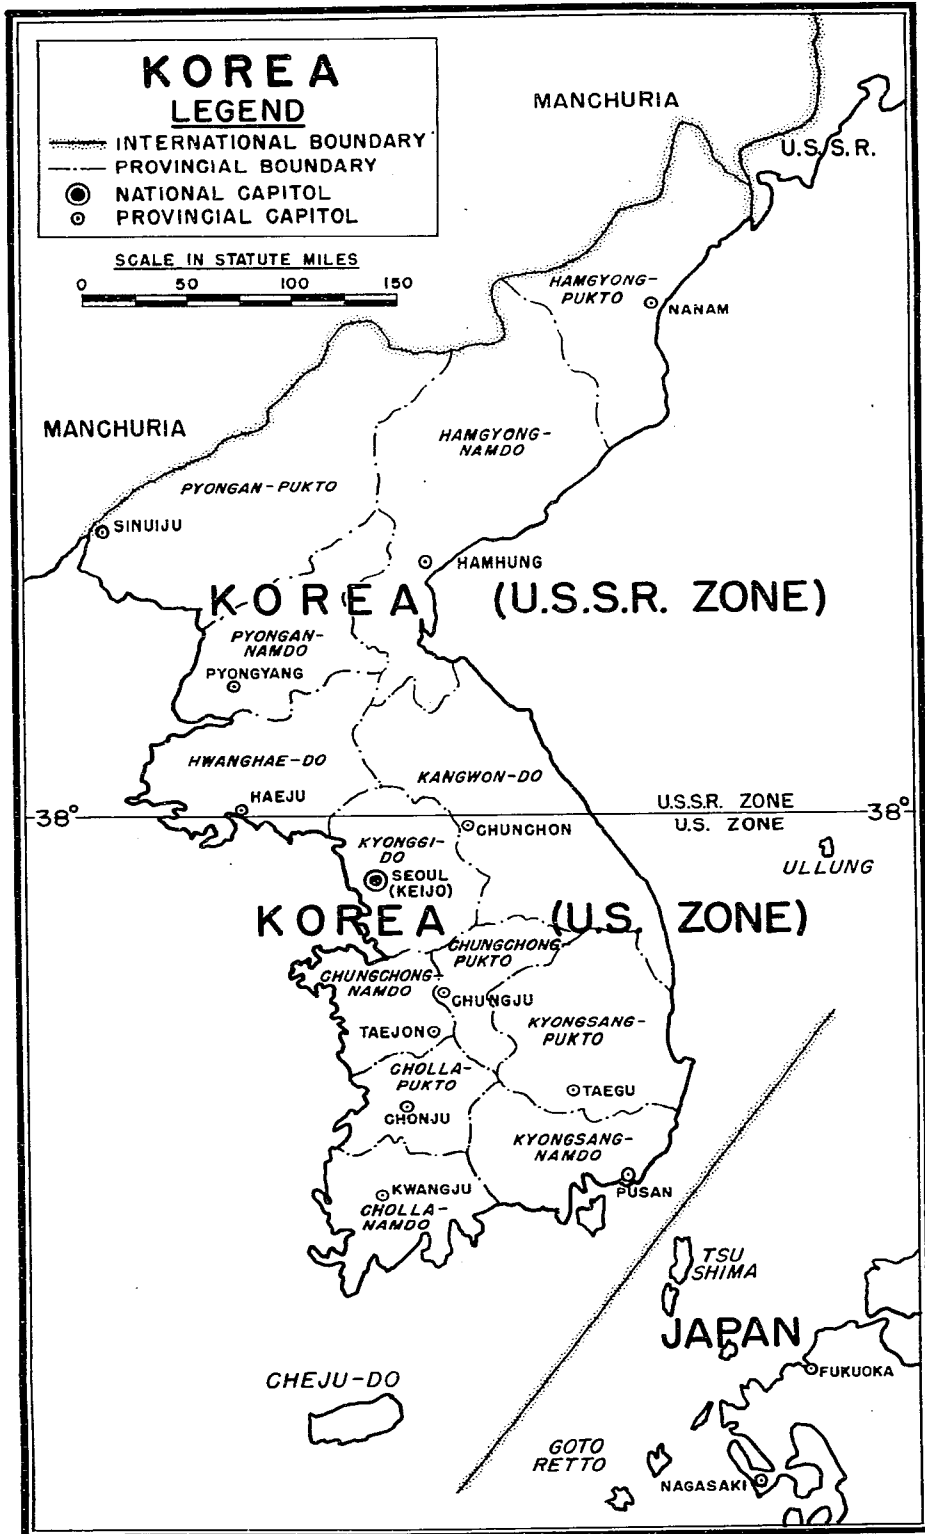 KOREA
LEGEND
INTERNATIONAL BOUNDARY
PROVINCIAL BOUNDARY
NATIONAL CAPITOL
PROVINCIAL CAPITOL
SCALE IN STATUTE MILES
0 50 100 150
MANCHURIA
U.S.S.R.
HAMGYONG-
PUKTO
NANAM
MANCHURIA
HAMGYONG-
NAMDO
PYONGAN-PUKTO
SINUIJU
HAMHUNG
KOREA (U.S.S.R. ZONE)
PYONGAN-
NAMDO
PYONGYANG
HWANGHAE-DO
KANGWON-DO
HAEJU
U.S.S.R. ZONE
38° 38°
U.S. ZONE
CHUNCHON
KYONGGI-
DO
ULLUNG
SEOUL
(KEIJO)
KOREA (U.S. ZONE)
CHUNGCHONG-
PUKTO
CHUNGCHONG-
NAMDO
CHUNGJU
KYONGSANG-
PUKTO
TAEJON
CHOLLA-
PUKTO
TAEGU
CHONJU
KYONGSANG-
NAMDO
KWANGJU
PUSAN
CHOLLA-
NAMDO
TSU
SHIMA
JAPAN
FUKUOKA
CHEJU-DO
GOTO
RETTO
NAGASAKI